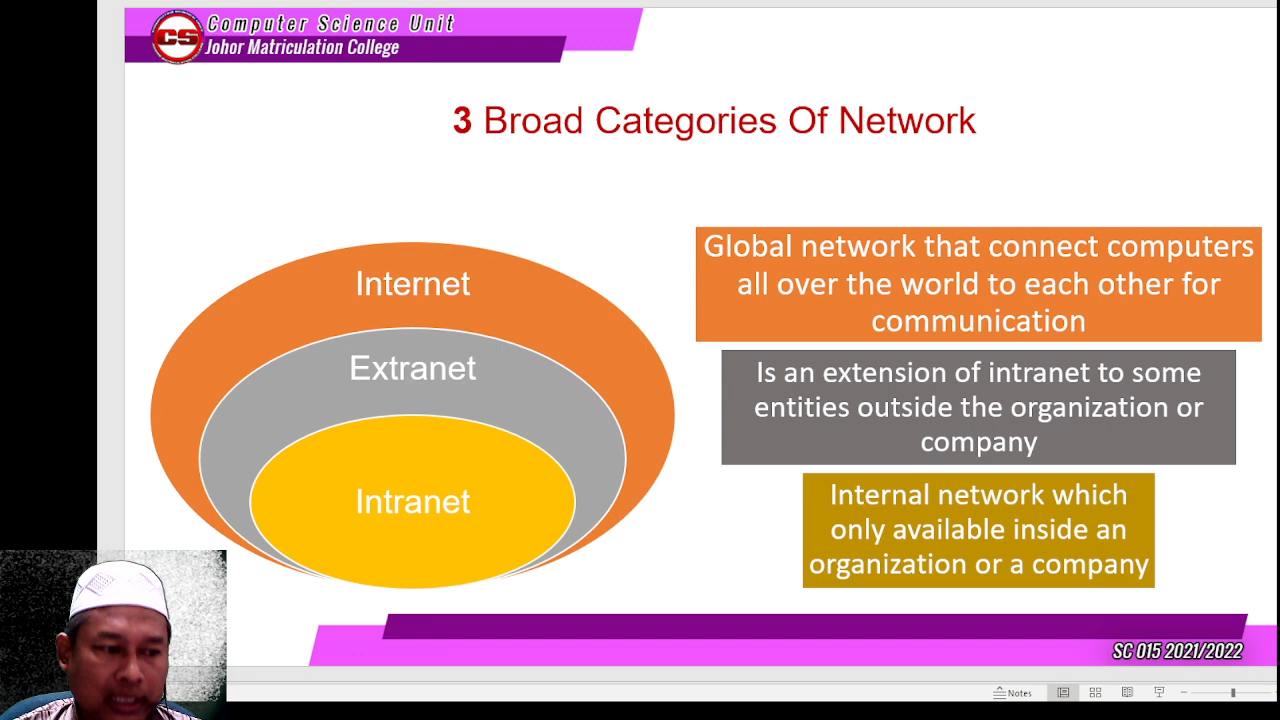 CS
Computer Science Unit
Johor Matriculation College
3 Broad Categories Of Network
Internet
Extranet
Intranet
Global network that connect computers
all over the world to each other for
communication
Is an extension of intranet to some
entities outside the organization or
company
Internal network which
only available inside an
organization or a company
SC 015 2021/2022
Notes